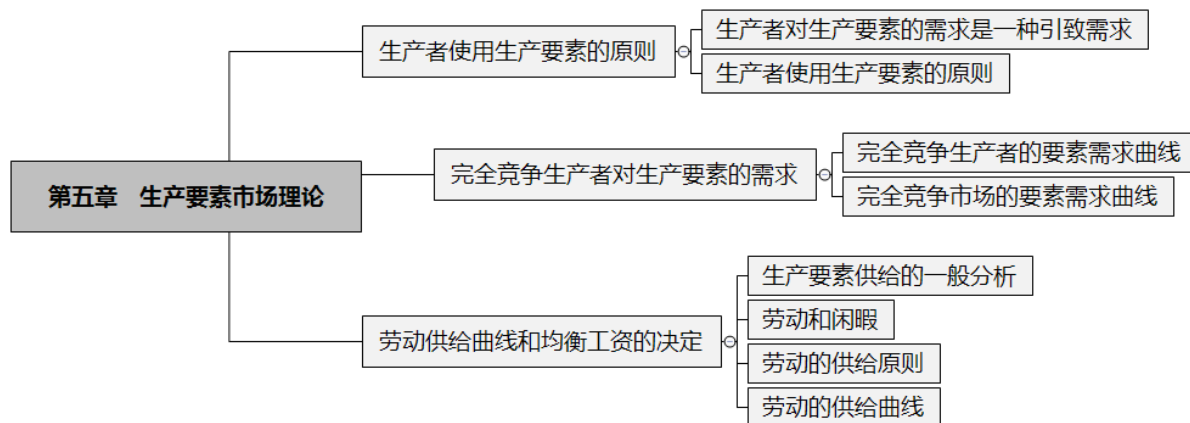 生产者使用生产要素的原则
生产者对生产要素的需求是一种引致需求
生产者使用生产要素的原则
第五章 生产要素市场理论
完全竞争生产者对生产要素的需求
完全竞争生产者的要素需求曲线
完全竞争市场的要素需求曲线
劳动供给曲线和均衡工资的决定
生产要素供给的一般分析
劳动和闲暇
劳动的供给原则
劳动的供给曲线